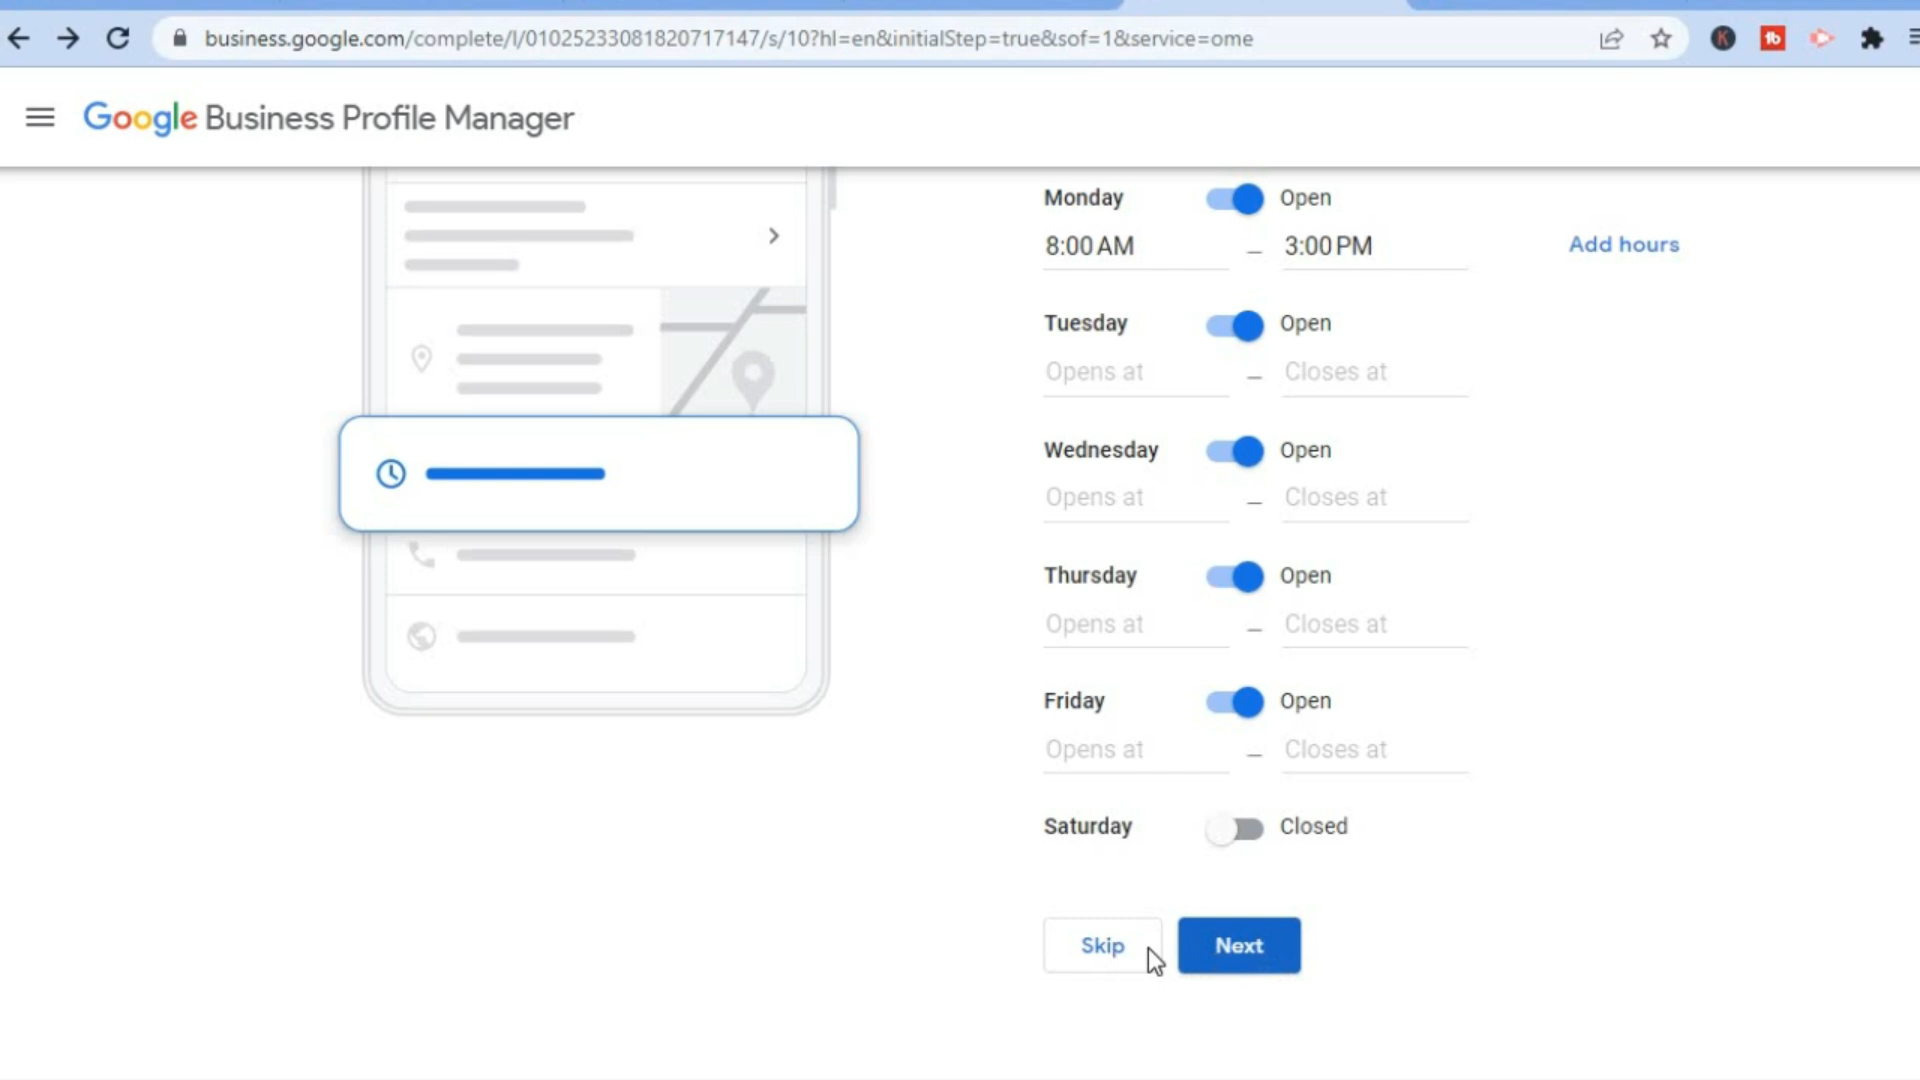 business.google.com/complete/l/01025233081820717147/s/10?hl=en&initialStep=true&sof=1&service=ome
K
tb
Google Business Profile Manager
Monday Open
8:00 AM – 3:00 PM Add hours
Tuesday Open
Opens at – Closes at
Wednesday Open
Opens at – Closes at
Thursday Open
Opens at – Closes at
Friday Open
Opens at – Closes at
Saturday Closed
Skip Next